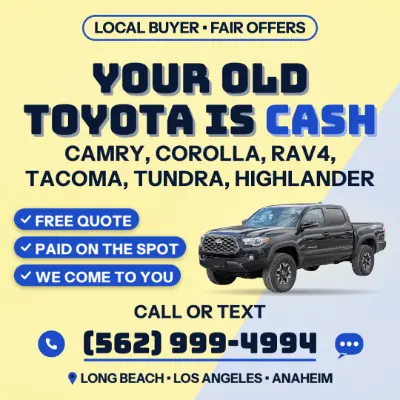 LOCAL BUYER • FAIR OFFERS
YOUR OLD
TOYOTA IS CASH
CAMRY, COROLLA, RAV4,
TACOMA, TUNDRA, HIGHLANDER
FREE QUOTE
PAID ON THE SPOT
WE COME TO YOU
CALL OR TEXT
(562) 999-4994
LONG BEACH • LOS ANGELES • ANAHEIM